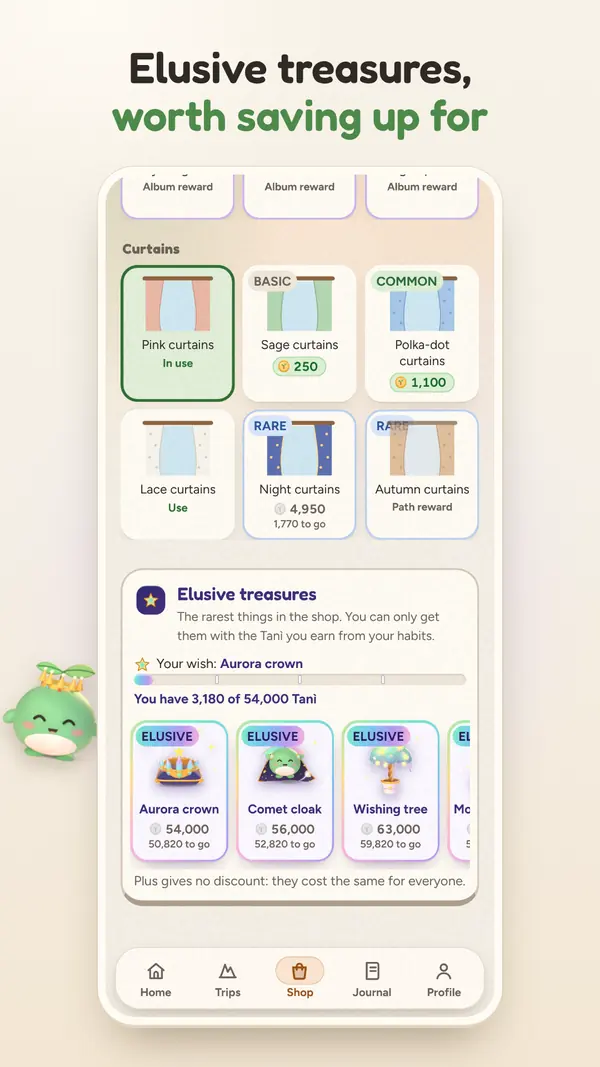 Elusive treasures,
worth saving up for
Album reward
Album reward
Album reward
Curtains
Pink curtains
In use
BASIC
Sage curtains
250
COMMON
Polka-dot
curtains
1,100
Lace curtains
Use
RARE
Night curtains
4,950
1,770 to go
RARE
Autumn curtains
Path reward
Elusive treasures
The rarest things in the shop. You can only get
them with the Tani you earn from your habits.
Your wish: Aurora crown
You have 3,180 of 54,000 Tani
ELUSIVE
Aurora crown
54,000
50,820 to go
ELUSIVE
Comet cloak
56,000
52,820 to go
ELUSIVE
Wishing tree
63,000
59,820 to go
Plus gives no discount: they cost the same for everyone.
Home
Trips
Shop
Journal
Profile